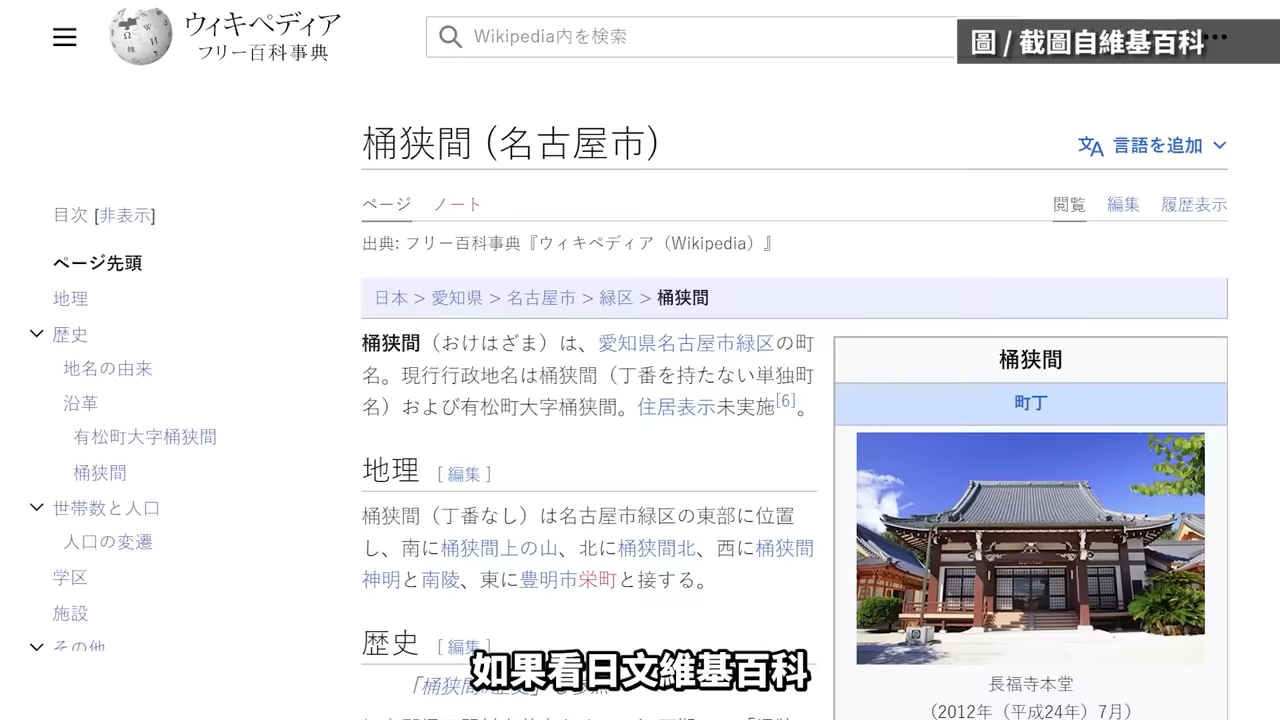 ウィキペディア
フリー百科事典
Wikipedia内を検索
圖 / 截圖自維基百科
桶狭間 (名古屋市)
言語を追加
ページ ノート
閲覧 編集 履歴表示
出典: フリー百科事典『ウィキペディア（Wikipedia）』
目次 [非表示]
ページ先頭
地理
歴史
地名の由来
沿革
有松町大字桶狭間
桶狭間
世帯数と人口
人口の変遷
学区
施設
その他
日本 > 愛知県 > 名古屋市 > 緑区 > 桶狭間
桶狭間（おけはざま）は、愛知県名古屋市緑区の町
名。現行行政地名は桶狭間（丁番を持たない単独町
名）および有松町大字桶狭間。住居表示未実施[6]。
地理 [編集]
桶狭間（丁番なし）は名古屋市緑区の東部に位置
し、南に桶狭間上の山、北に桶狭間北、西に桶狭間
神明と南陵、東に豊明市栄町と接する。
歴史 [編集]
桶狭間
町丁
長福寺本堂
（2012年（平成24年）7月）
如果看日文維基百科